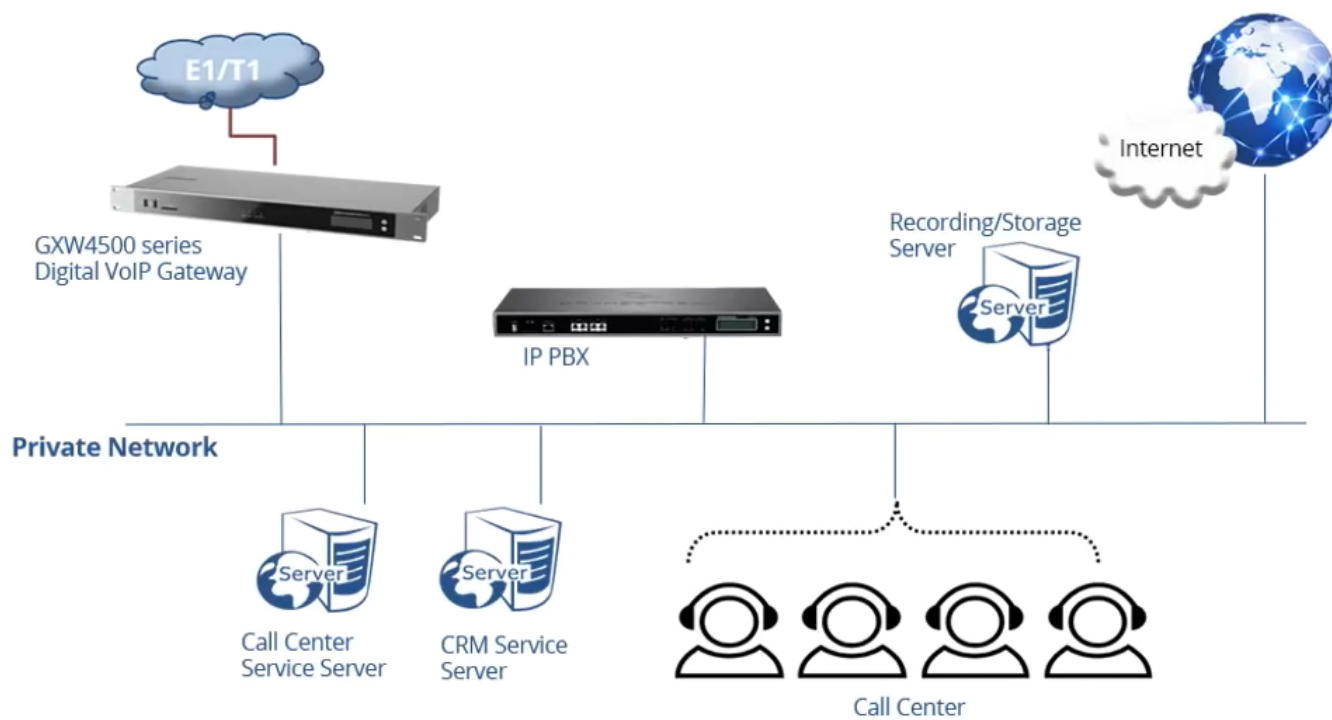 E1/T1
Internet
GXW4500 series
Digital VoIP Gateway
Recording/Storage
Server
Server
IP PBX
Private Network
Server
Server
Call Center
Service Server
CRM Service
Server
Call Center